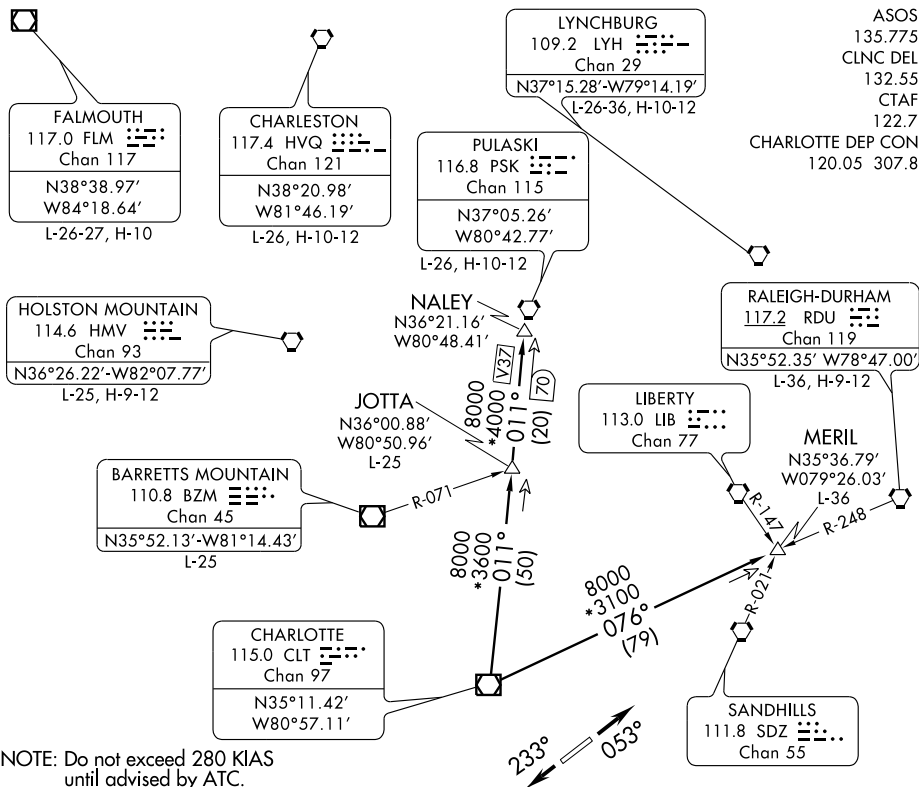 ASOS
135.775
CLNC DEL
132.55
CTAF
122.7
CHARLOTTE DEP CON
120.05 307.8
LYNCHBURG
109.2 LYH
Chan 29
N37°15.28'-W79°14.19'
L-26-36, H-10-12
FALMOUTH
117.0 FLM
Chan 117
N38°38.97'
W84°18.64'
L-26-27, H-10
CHARLESTON
117.4 HVQ
Chan 121
N38°20.98'
W81°46.19'
L-26, H-10-12
PULASKI
116.8 PSK
Chan 115
N37°05.26'
W80°42.77'
L-26, H-10-12
HOLSTON MOUNTAIN
114.6 HMV
Chan 93
N36°26.22'-W82°07.77'
L-25, H-9-12
NALEY
N36°21.16'
W80°48.41'
RALEIGH-DURHAM
117.2 RDU
Chan 119
N35°52.35' W78°47.00'
L-36, H-9-12
V37
70
8000
*4000
011°
(20)
JOTTA
N36°00.88'
W80°50.96'
L-25
LIBERTY
113.0 LIB
Chan 77
MERIL
N35°36.79'
W079°26.03'
L-36
BARRETTS MOUNTAIN
110.8 BZM
Chan 45
N35°52.13'-W81°14.43'
L-25
R-071
R-147
R-248
R-021
8000
*3600
011°
(50)
8000
*3100
076°
(79)
CHARLOTTE
115.0 CLT
Chan 97
N35°11.42'
W80°57.11'
SANDHILLS
111.8 SDZ
Chan 55
233°
053°
NOTE: Do not exceed 280 KIAS
until advised by ATC.